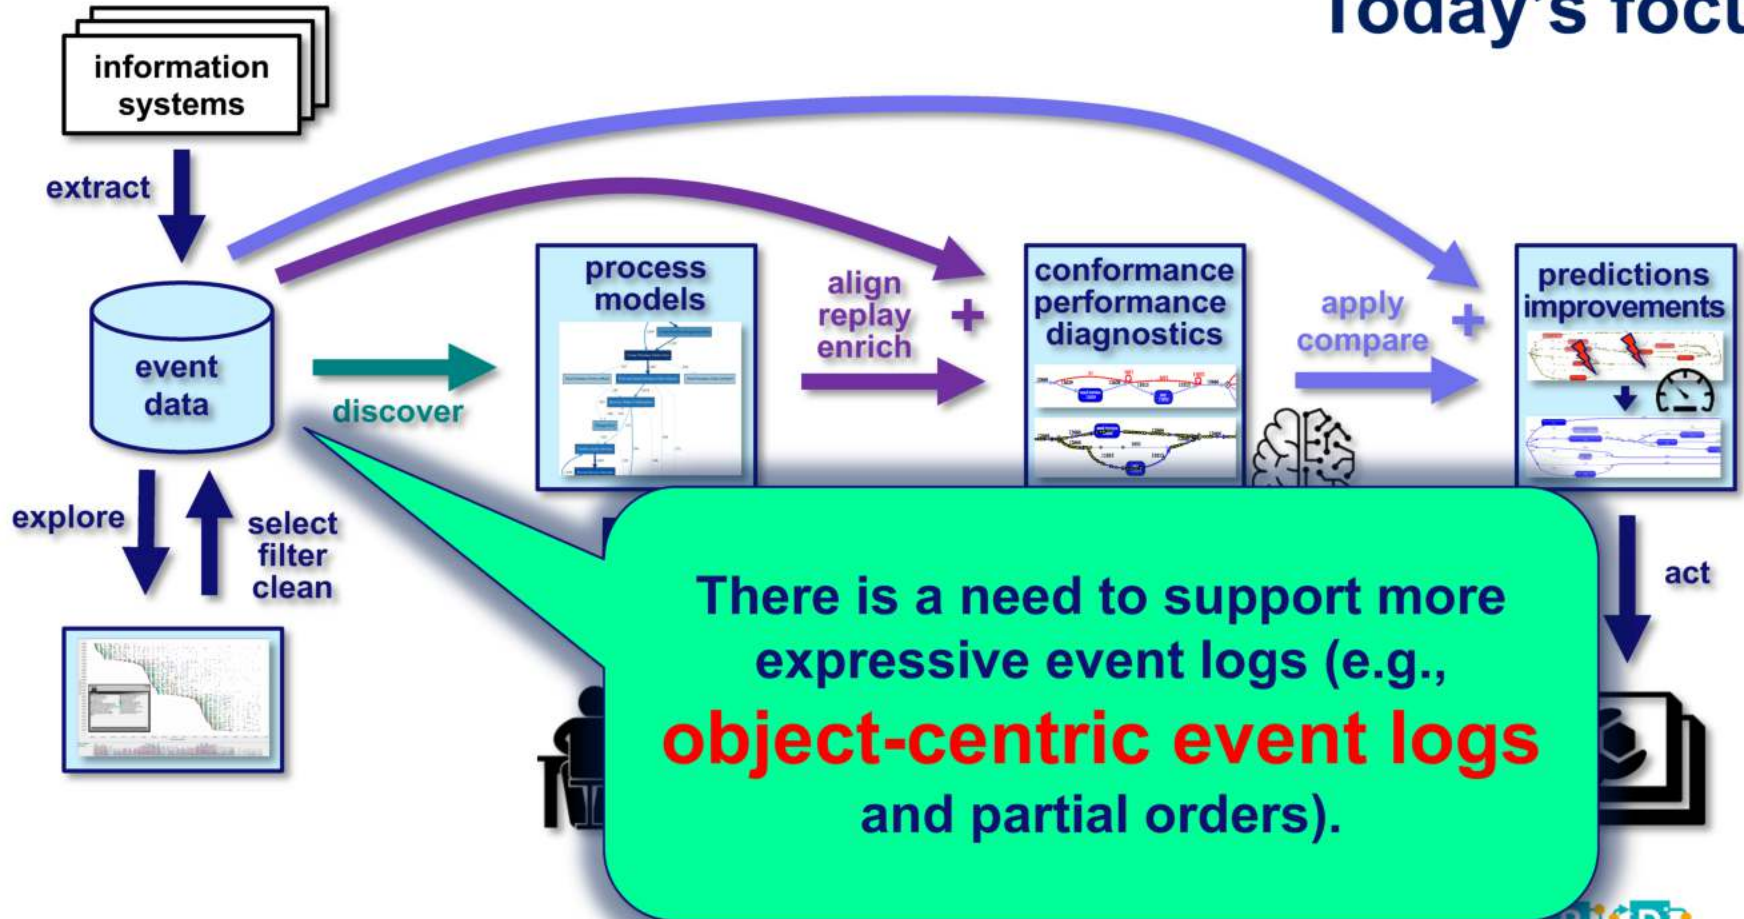 Today's focu
information
systems
extract
event
data
discover
explore
select
filter
clean
process
models
align
replay
enrich
+
conformance
performance
diagnostics
apply
compare
+
predictions
improvements
act
There is a need to support more
expressive event logs (e.g.,
object-centric event logs
and partial orders).